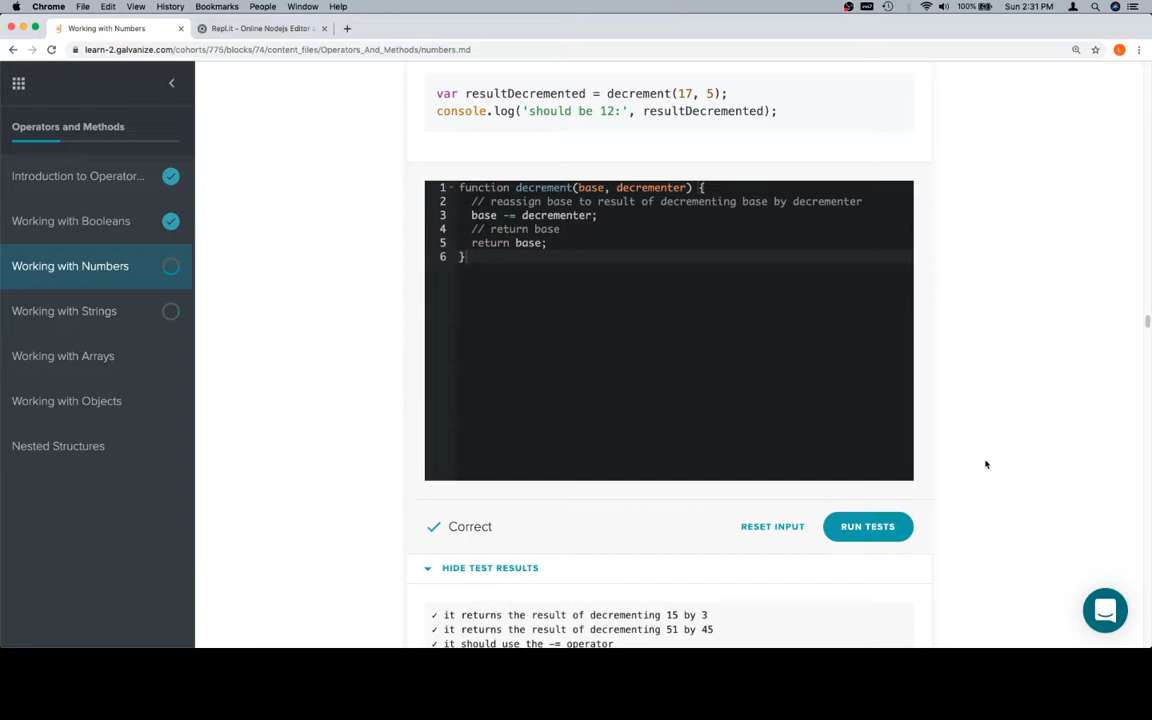 Chrome File Edit View History Bookmarks People Window Help
100% Sun 2:31 PM
Working with Numbers
Repl.it - Online Nodejs Editor
learn-2.galvanize.com/cohorts/775/blocks/74/content_files/Operators_And_Methods/numbers.md
Operators and Methods
Introduction to Operator...
Working with Booleans
Working with Numbers
Working with Strings
Working with Arrays
Working with Objects
Nested Structures
var resultDecremented = decrement(17, 5);
console.log('should be 12:', resultDecremented);
1 function decrement(base, decrementer) {
2 // reassign base to result of decrementing base by decrementer
3 base -= decrementer;
4 // return base
5 return base;
6 }
Correct
RESET INPUT
RUN TESTS
HIDE TEST RESULTS
✓ it returns the result of decrementing 15 by 3
✓ it returns the result of decrementing 51 by 45
✓ it should use the -= operator